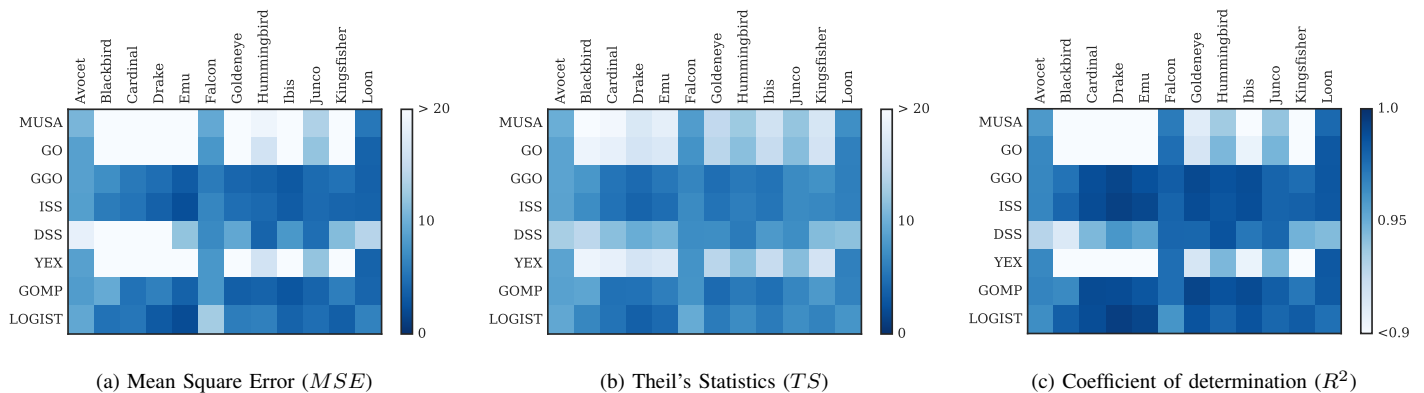 Avocet Blackbird Cardinal Drake Emu Falcon Goldeneye Hummingbird Ibis Junco Kingsfisher Loon
MUSA
GO
GGO
ISS
DSS
YEX
GOMP
LOGIST
> 20
10
0
(a) Mean Square Error (MSE)
Avocet Blackbird Cardinal Drake Emu Falcon Goldeneye Hummingbird Ibis Junco Kingsfisher Loon
MUSA
GO
GGO
ISS
DSS
YEX
GOMP
LOGIST
> 20
10
0
(b) Theil's Statistics (TS)
Avocet Blackbird Cardinal Drake Emu Falcon Goldeneye Hummingbird Ibis Junco Kingsfisher Loon
MUSA
GO
GGO
ISS
DSS
YEX
GOMP
LOGIST
1.0
0.95
<0.9
(c) Coefficient of determination (R²)